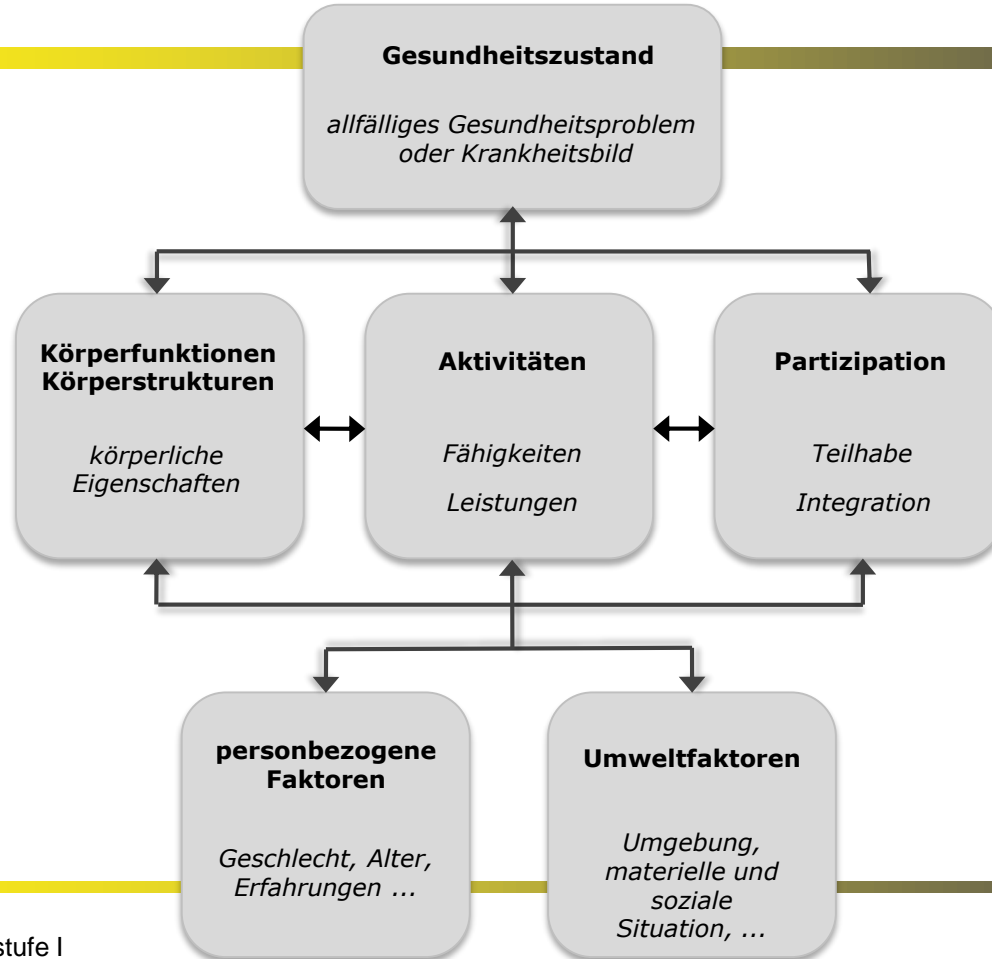 Gesundheitszustand
allfälliges Gesundheitsproblem
oder Krankheitsbild
Körperfunktionen
Körperstrukturen
körperliche
Eigenschaften
Aktivitäten
Fähigkeiten
Leistungen
Partizipation
Teilhabe
Integration
personbezogene
Faktoren
Geschlecht, Alter,
Erfahrungen …
Umweltfaktoren
Umgebung,
materielle und
soziale
Situation, …
stufe I